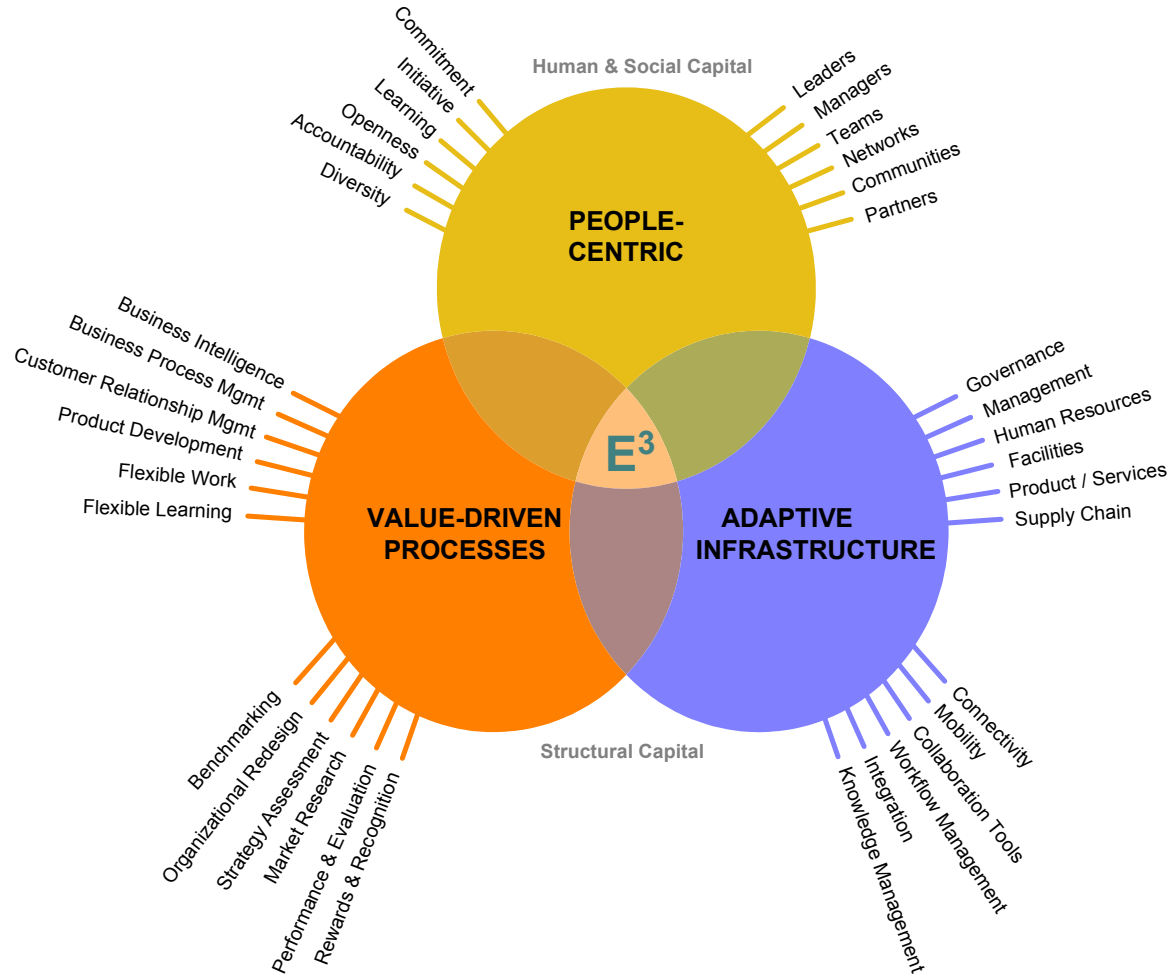 Human & Social Capital
Commitment
Initiative
Learning
Openness
Accountability
Diversity
Leaders
Managers
Teams
Networks
Communities
Partners
PEOPLE-
CENTRIC
Business Intelligence
Business Process Mgmt
Customer Relationship Mgmt
Product Development
Flexible Work
Flexible Learning
E³
VALUE-DRIVEN
PROCESSES
ADAPTIVE
INFRASTRUCTURE
Governance
Management
Human Resources
Facilities
Product / Services
Supply Chain
Benchmarking
Organizational Redesign
Strategy Assessment
Market Research
Performance & Evaluation
Rewards & Recognition
Structural Capital
Connectivity
Mobility
Collaboration Tools
Workflow Management
Integration
Knowledge Management